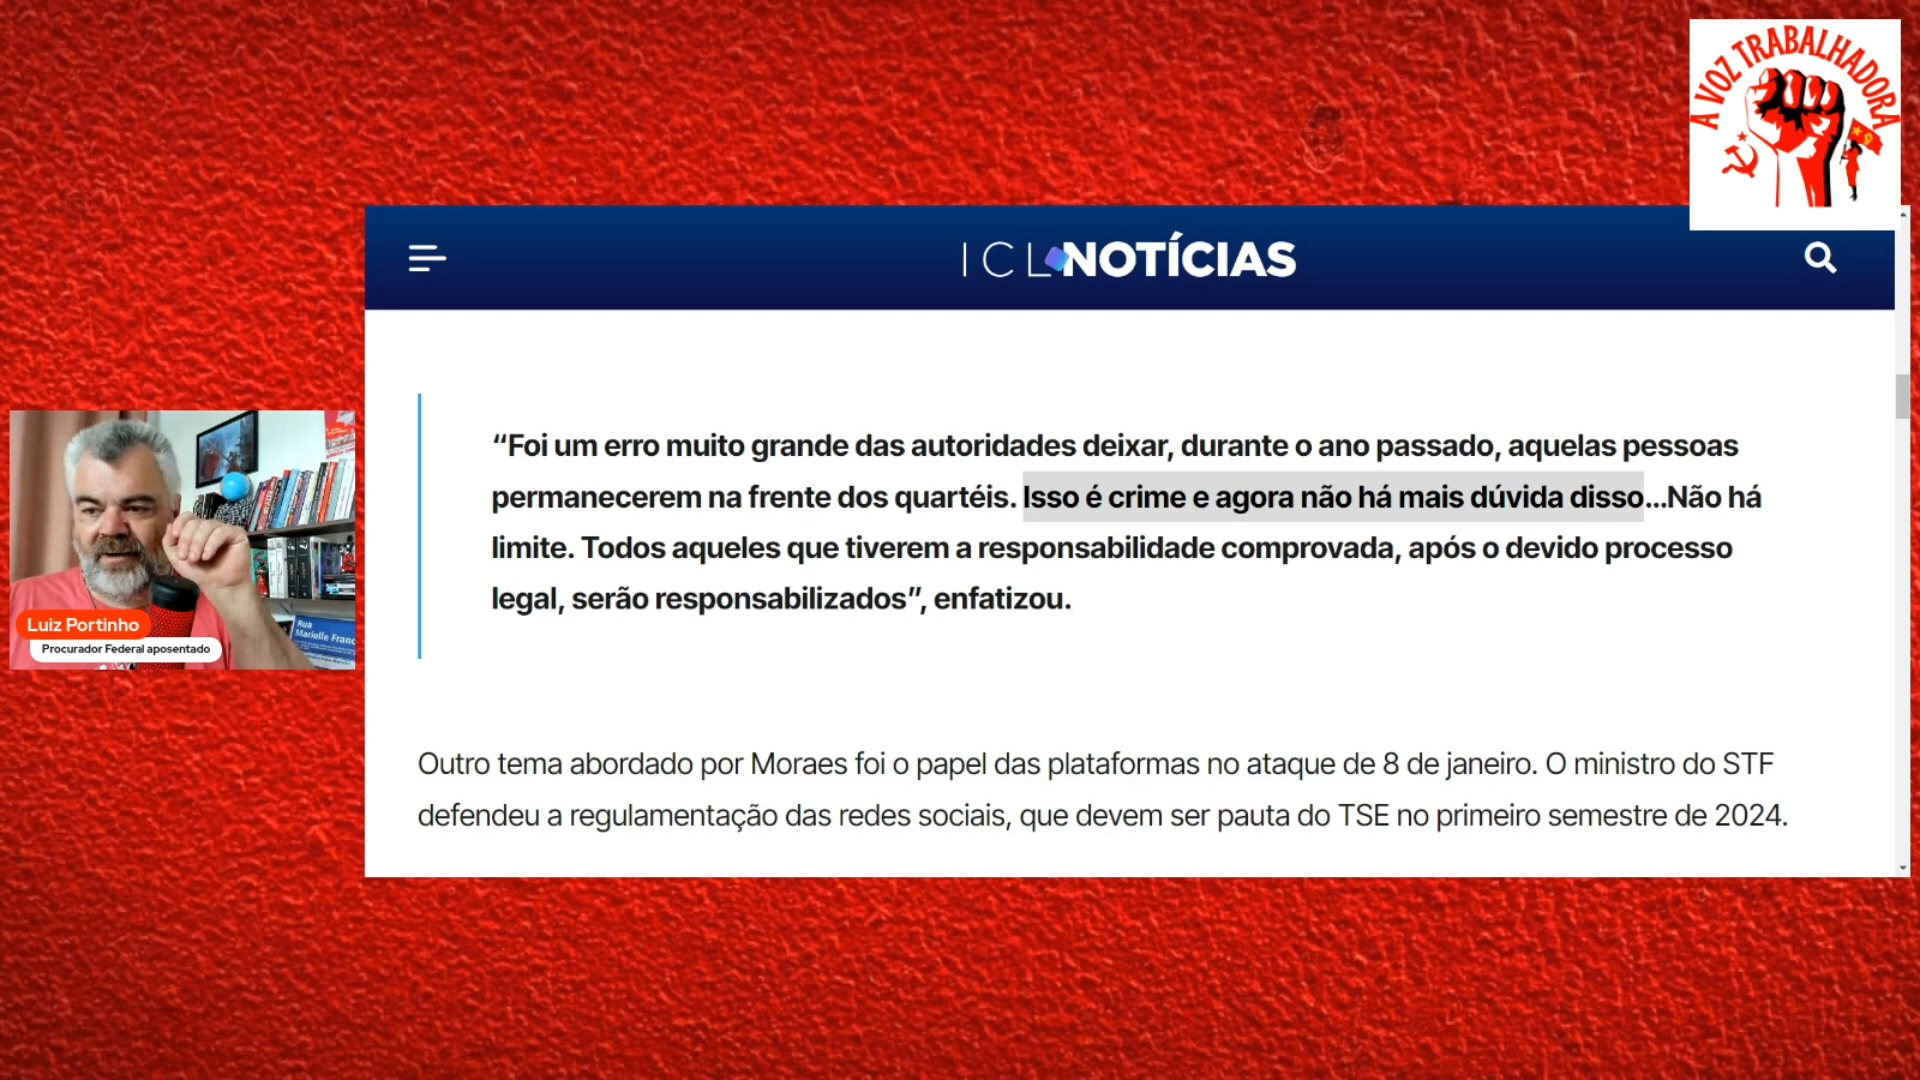 A VOZ TRABALHADORA
ICL NOTÍCIAS
“Foi um erro muito grande das autoridades deixar, durante o ano passado, aquelas pessoas
permanecerem na frente dos quartéis. Isso é crime e agora não há mais dúvida disso...Não há
limite. Todos aqueles que tiverem a responsabilidade comprovada, após o devido processo
legal, serão responsabilizados”, enfatizou.
Luiz Portinho
Procurador Federal aposentado
Rua
Marielle Franc
Outro tema abordado por Moraes foi o papel das plataformas no ataque de 8 de janeiro. O ministro do STF
defendeu a regulamentação das redes sociais, que devem ser pauta do TSE no primeiro semestre de 2024.